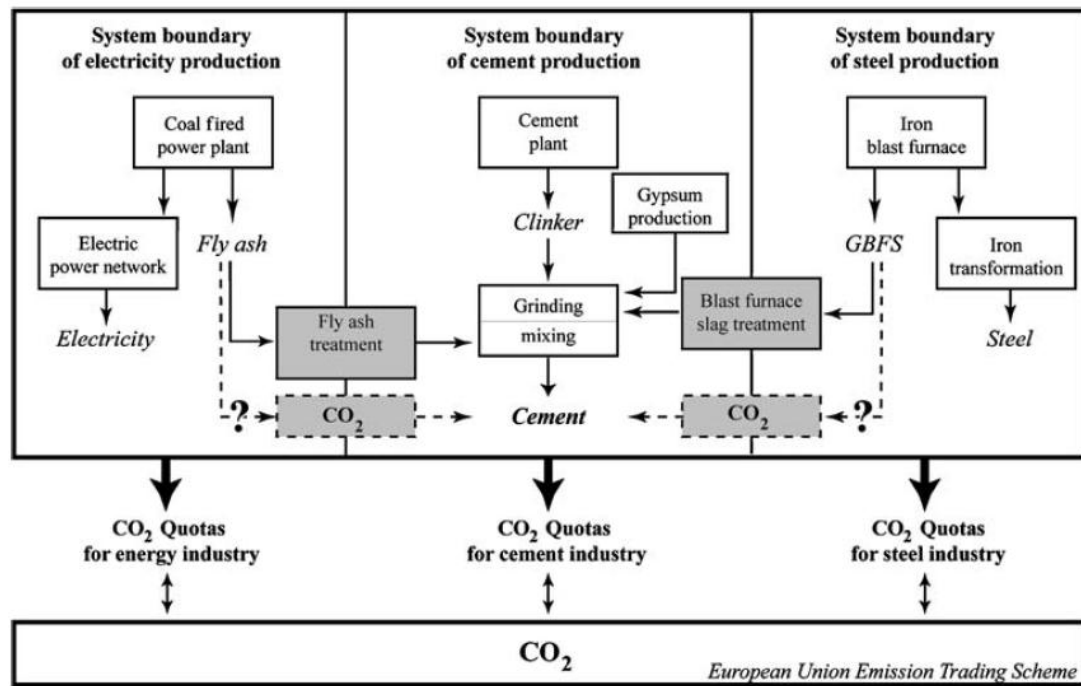 System boundary
of electricity production
System boundary
of cement production
System boundary
of steel production
Coal fired
power plant
Cement
plant
Iron
blast furnace
Gypsum
production
Clinker
Electric
power network
Fly ash
GBFS
Iron
transformation
Grinding
mixing
Blast furnace
slag treatment
Fly ash
treatment
Electricity
Steel
?
CO₂
Cement
CO₂
?
CO₂ Quotas
for energy industry
CO₂ Quotas
for cement industry
CO₂ Quotas
for steel industry
CO₂
European Union Emission Trading Scheme